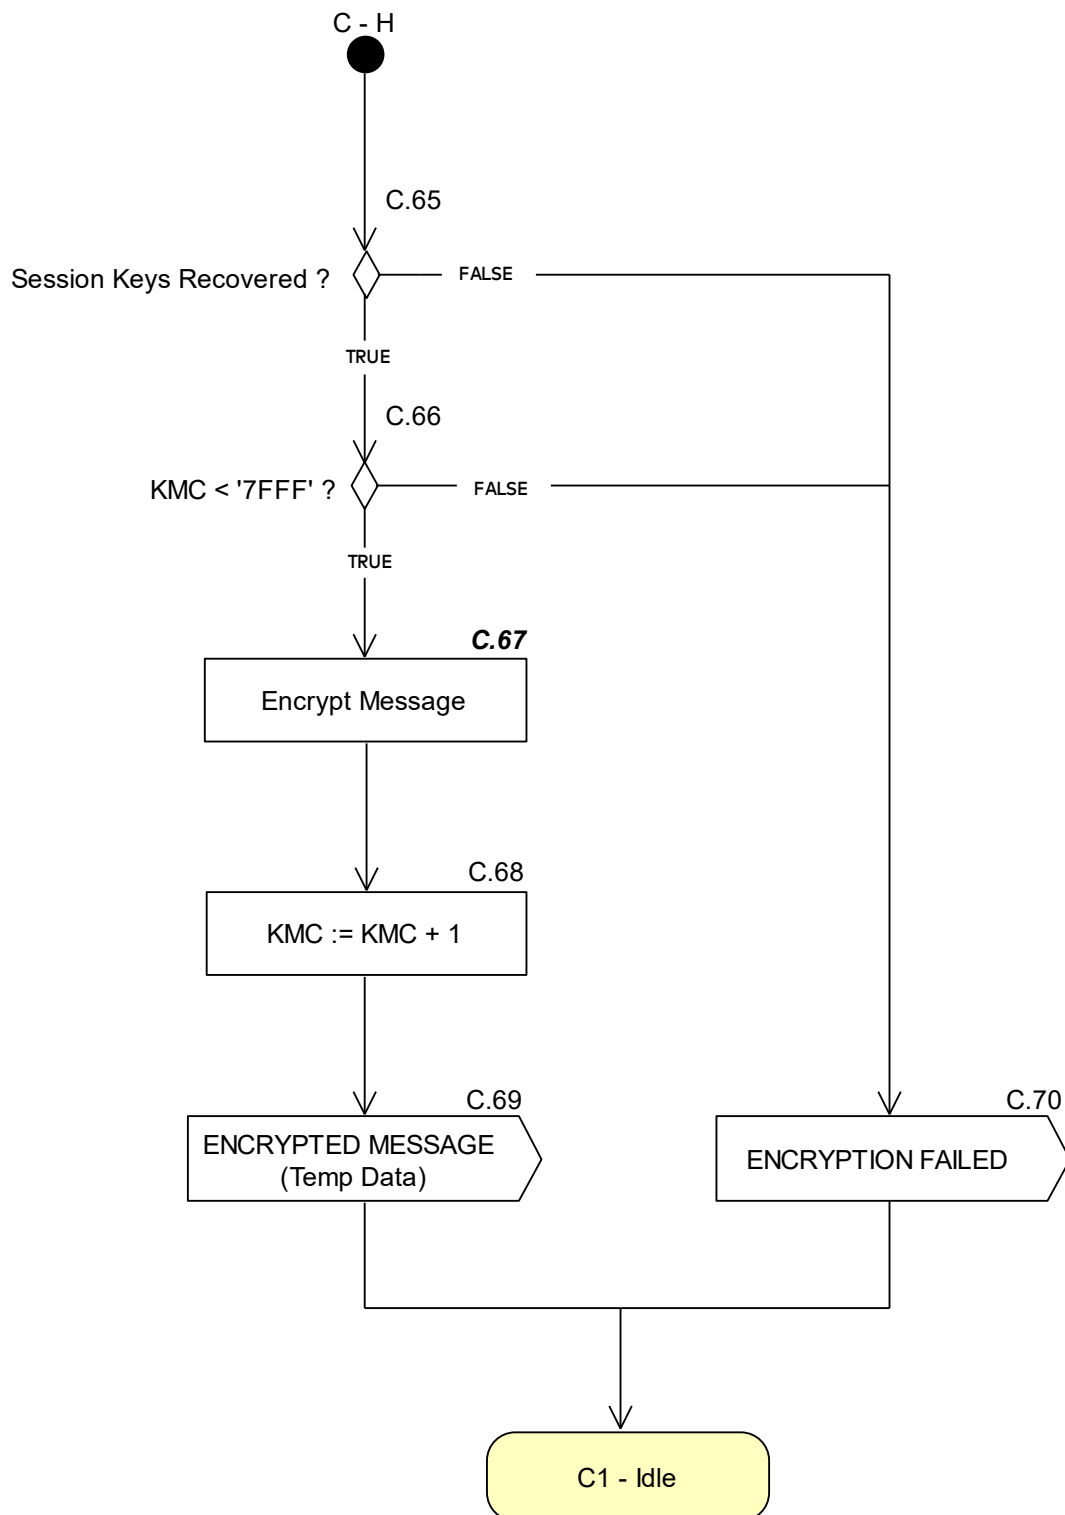 C - H
C.65
Session Keys Recovered ?
FALSE
TRUE
C.66
KMC < '7FFF' ?
FALSE
TRUE
C.67
Encrypt Message
C.68
KMC := KMC + 1
C.69
ENCRYPTED MESSAGE
(Temp Data)
C.70
ENCRYPTION FAILED
C1 - Idle